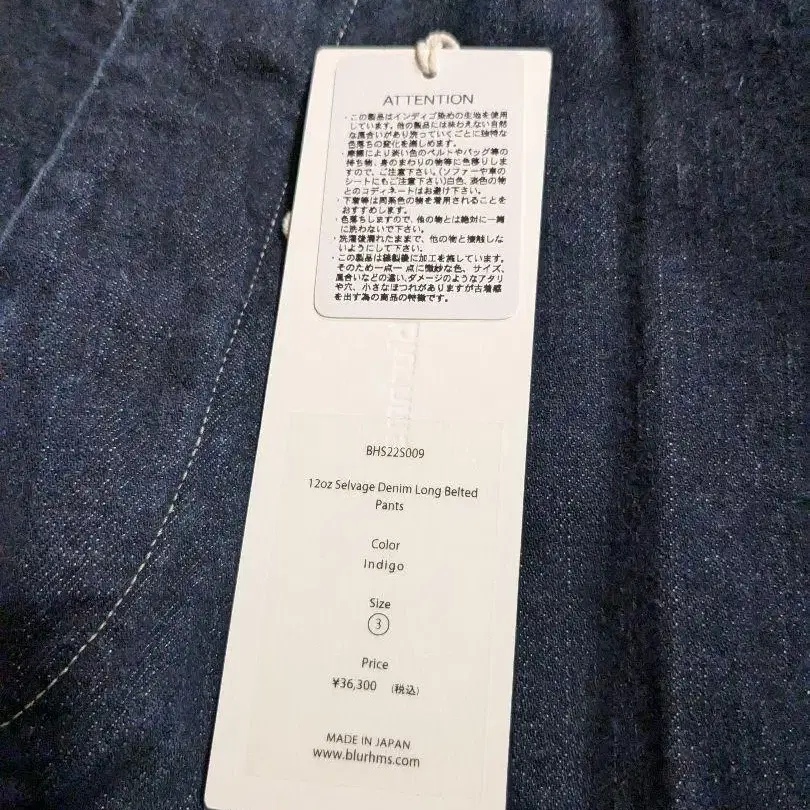 ATTENTION
・この製品はインディゴ染めの生地を使用
しています。他の製品には味わえない自然
な風合いがあり洗っていくごとに独特な
色落ちの変化を楽しめます。
・摩擦により淡い色のベルトやバッグ等の
持ち物、身のまわりの物等に色移りしま
すので、ご注意下さい。(ソファーや車の
シートにもご注意下さい)白色、淡色の物
とのコディネートはお避け下さい。
・下着等は同系色の物を着用されることを
おすすめします。
・色落ちしますので、他の物とは絶対に一緒
に洗わないで下さい。
・洗濯後濡れたままで、他の物と接触しな
いようにして下さい。
・この製品は縫製後に加工を施しています。
そのため一点一点に微妙な色、サイズ、
風合いなどの違い、ダメージのようなアタリ
や穴、小さなほつれがありますが古着感
を出す為の商品の特徴です。
BHS22S009
12oz Selvage Denim Long Belted
Pants
Color
Indigo
Size
3
Price
¥36,300 (税込)
MADE IN JAPAN
www.blurhms.com